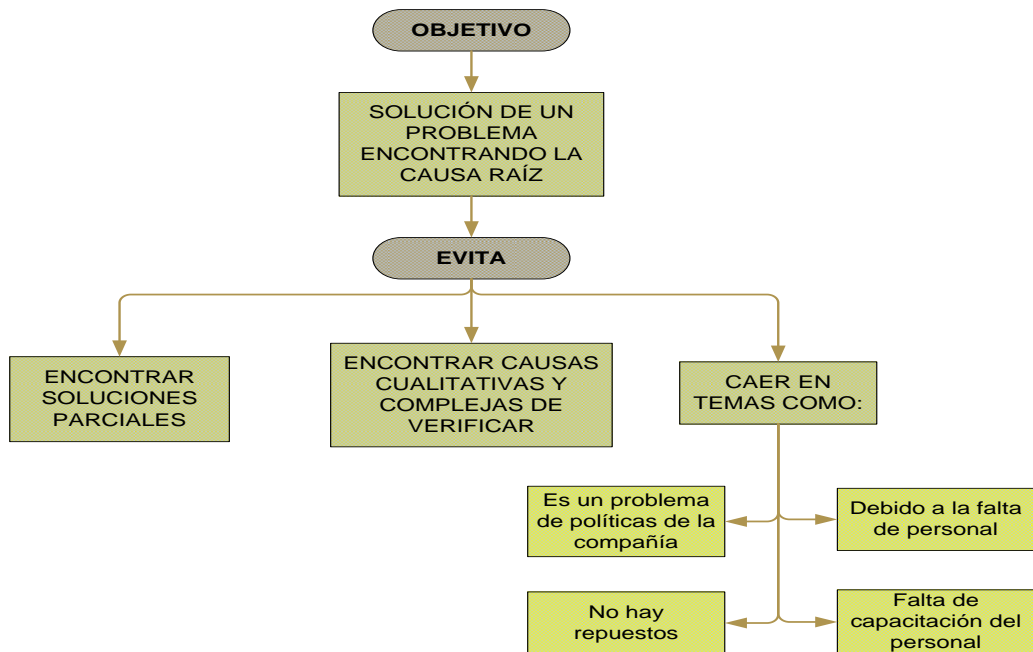 OBJETIVO
SOLUCIÓN DE UN
PROBLEMA
ENCONTRANDO LA
CAUSA RAÍZ
EVITA
ENCONTRAR
SOLUCIONES
PARCIALES
ENCONTRAR CAUSAS
CUALITATIVAS Y
COMPLEJAS DE
VERIFICAR
CAER EN
TEMAS COMO:
Es un problema
de políticas de la
compañía
Debido a la falta
de personal
No hay
repuestos
Falta de
capacitación del
personal